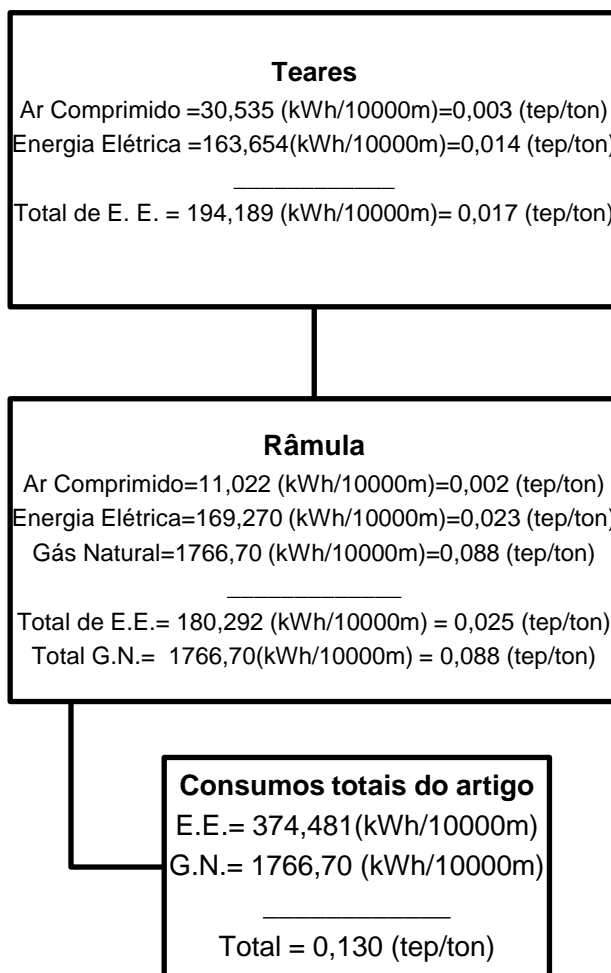 Teares
Ar Comprimido =30,535 (kWh/10000m)=0,003 (tep/ton)
Energia Elétrica =163,654(kWh/10000m)=0,014 (tep/ton)
____________
Total de E. E. = 194,189 (kWh/10000m)= 0,017 (tep/ton)
Râmula
Ar Comprimido=11,022 (kWh/10000m)=0,002 (tep/ton)
Energia Elétrica=169,270 (kWh/10000m)=0,023 (tep/ton)
Gás Natural=1766,70 (kWh/10000m)=0,088 (tep/ton)
_____________
Total de E.E.= 180,292 (kWh/10000m) = 0,025 (tep/ton)
Total G.N.= 1766,70(kWh/10000m) = 0,088 (tep/ton)
Consumos totais do artigo
E.E.= 374,481(kWh/10000m)
G.N.= 1766,70 (kWh/10000m)
____________
Total = 0,130 (tep/ton)